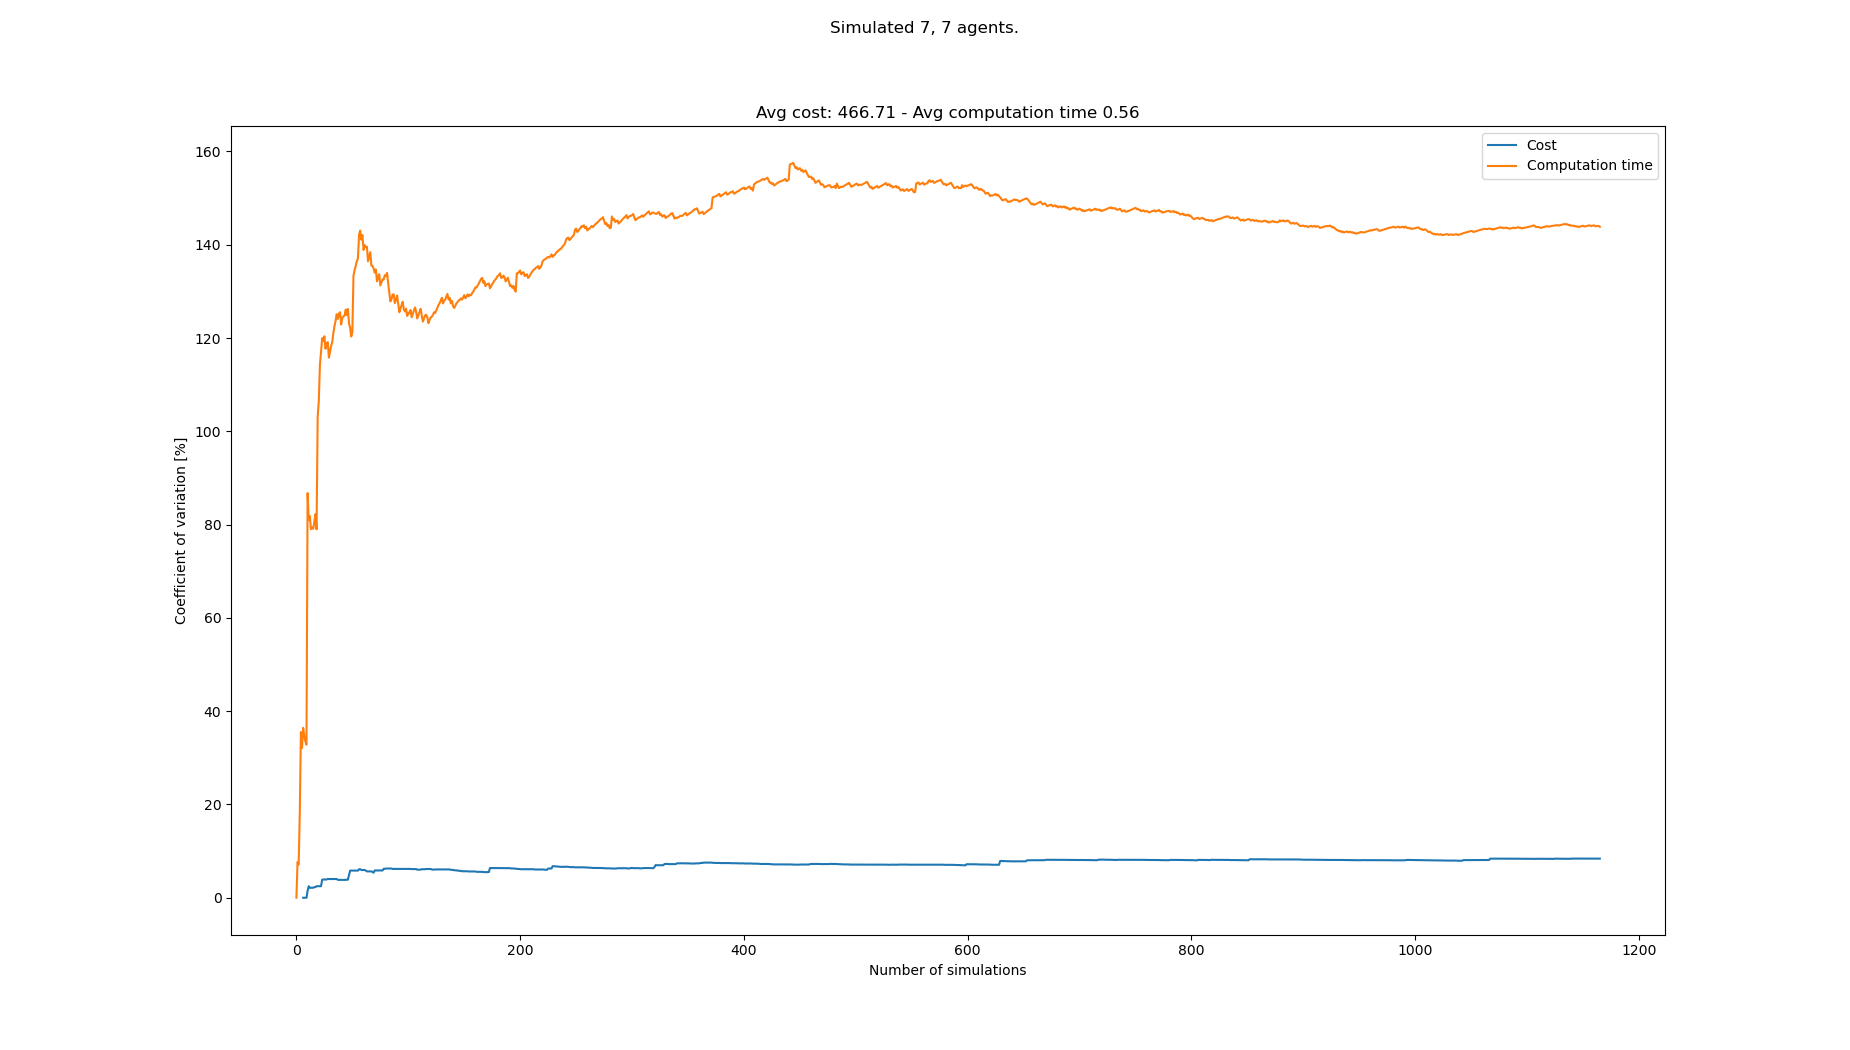 Simulated 7, 7 agents.
Avg cost: 466.71 - Avg computation time 0.56
Cost
Computation time
160
140
120
100
80
60
40
20
0
Coefficient of variation [%]
0 200 400 600 800 1000 1200
Number of simulations